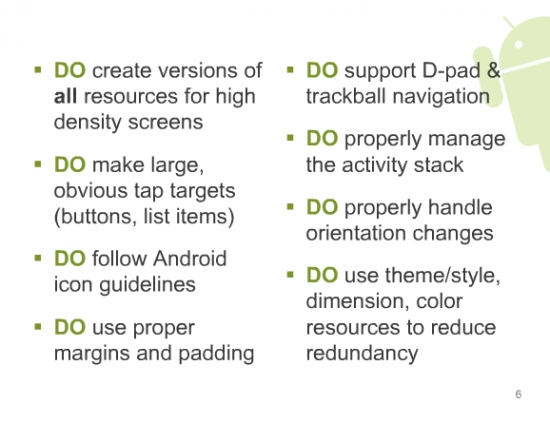 ▪ DO create versions of
all resources for high
density screens
▪ DO make large,
obvious tap targets
(buttons, list items)
▪ DO follow Android
icon guidelines
▪ DO use proper
margins and padding
▪ DO support D-pad &
trackball navigation
▪ DO properly manage
the activity stack
▪ DO properly handle
orientation changes
▪ DO use theme/style,
dimension, color
resources to reduce
redundancy
6